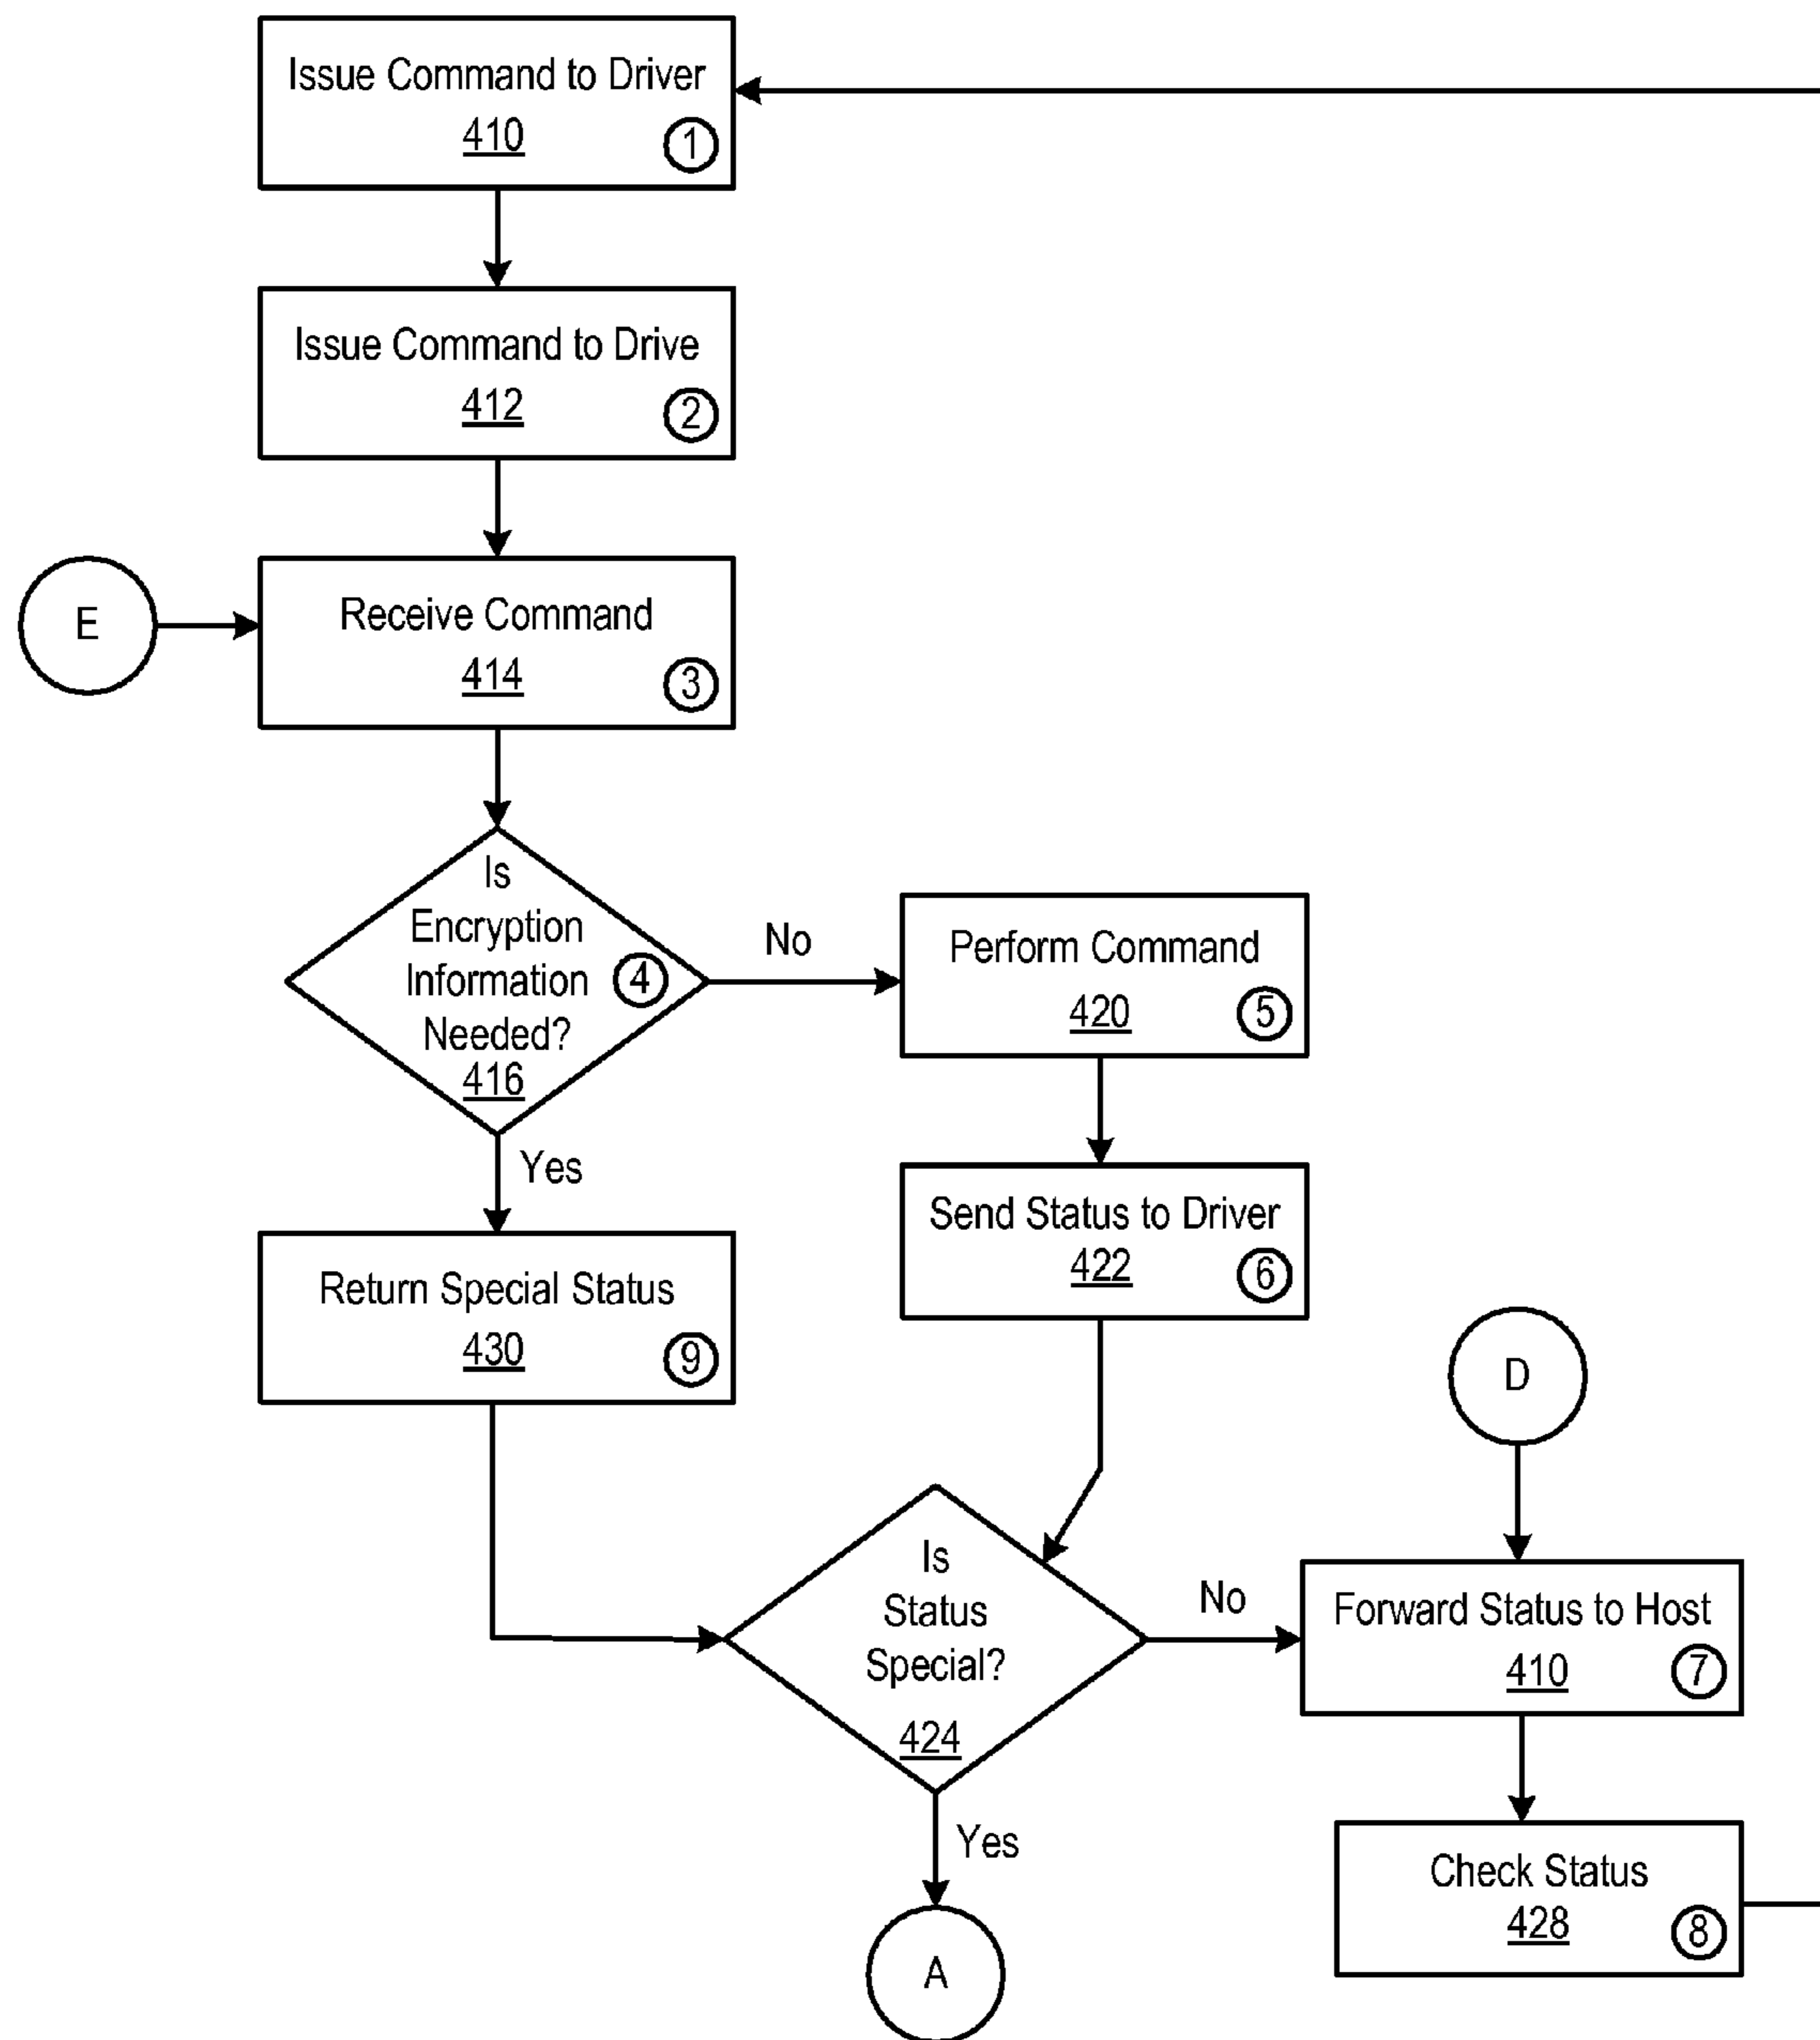 Issue Command to Driver
410
1
Issue Command to Drive
412
2
E
Receive Command
414
3
Is
Encryption
Information
Needed?
416
4
No
Perform Command
420
5
Yes
Send Status to Driver
422
6
Return Special Status
430
9
D
Is
Status
Special?
424
No
Forward Status to Host
410
7
Yes
Check Status
428
8
A